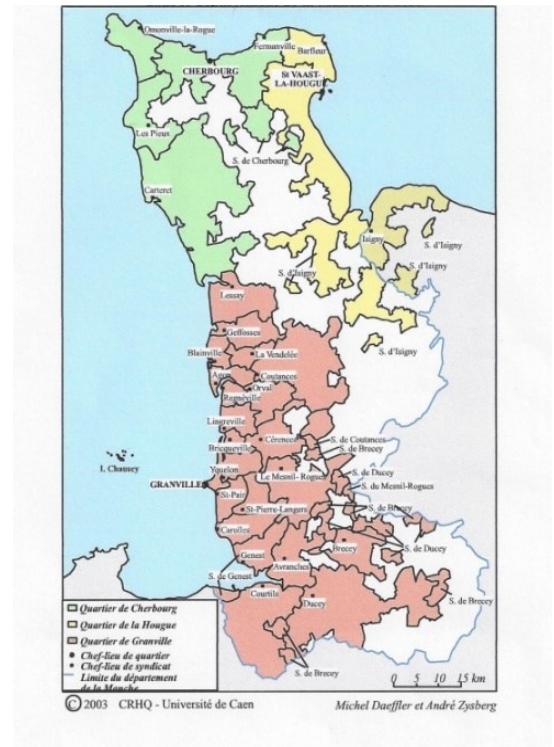 Omonville-la-Rogue
Fermanville
Barfleur
CHERBOURG
St VAAST-
LA-HOUGUE
Les Pieux
S. de Cherbourg
Carteret
Isigny
S. d'Isigny
S. d'Isigny
S. d'Isigny
S. d'Isigny
Lessay
Geffosses
Blainville
La Vendelée
Agon
Coutances
Orval
Regnéville
Lingreville
Cérences
S. de Coutances
Bricqueville
S. de Brecey
I. Chausey
Yquelon
Le Mesnil-Rogues
S. de Ducey
GRANVILLE
S. du Mesnil-Rogues
St-Pair
St-Pierre-Langers
S. de Brecey
Carolles
Brecey
S. de Ducey
Genest
Avranches
S. de Genest
Courtils
Ducey
S. de Brecey
S. de Brecey
Quartier de Cherbourg
Quartier de la Hougue
Quartier de Granville
Chef-lieu de quartier
Chef-lieu de syndicat
Limite du département
de la Manche
0 5 10 15 km
© 2003 CRHQ - Université de Caen
Michel Daeffler et André Zysberg